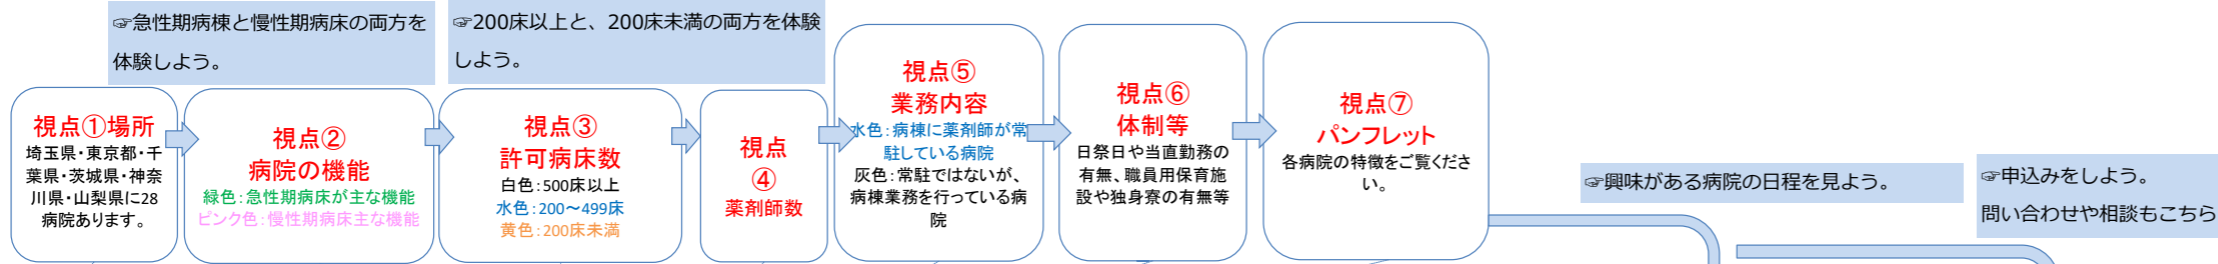 ☞急性期病棟と慢性期病床の両方を
体験しよう。
☞200床以上と、200床未満の両方を体験
しよう。
視点①場所
埼玉県・東京都・千
葉県・茨城県・神奈
川県・山梨県に28
病院あります。
視点②
病院の機能
緑色：急性期病床が主な機能
ピンク色：慢性期病床主な機能
視点③
許可病床数
白色：500床以上
水色：200～499床
黄色：200床未満
視点
④
薬剤師数
視点⑤
業務内容
水色：病棟に薬剤師が常
駐している病院
灰色：常駐ではないが、
病棟業務を行っている病
院
視点⑥
体制等
日祭日や当直勤務の
有無、職員用保育施
設や独身寮の有無等
視点⑦
パンフレット
各病院の特徴をご覧くださ
い。
☞興味がある病院の日程を見よう。
☞申込みをしよう。
問い合わせや相談もこちら